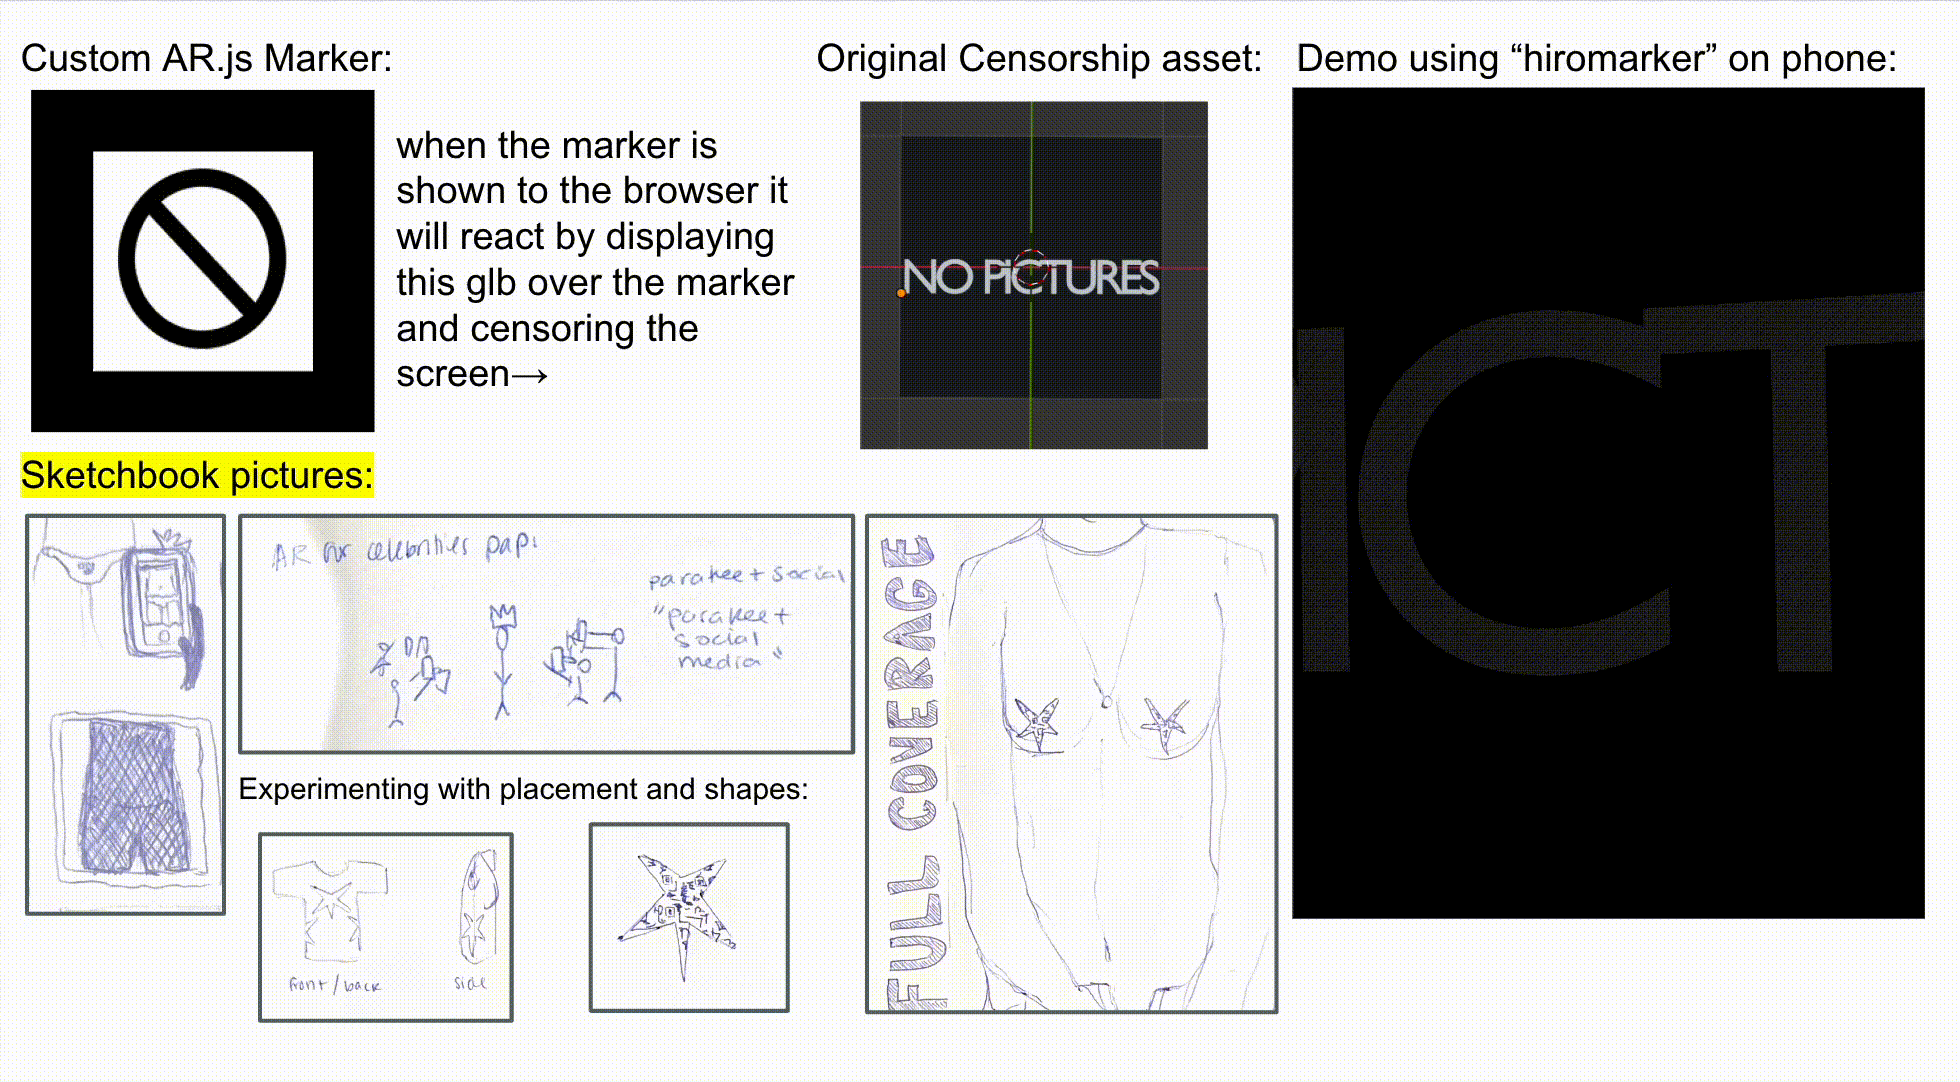 Custom AR.js Marker:
when the marker is
shown to the browser it
will react by displaying
this glb over the marker
and censoring the
screen→
Original Censorship asset:
NO PICTURES
Demo using “hiromarker” on phone:
ICT
Sketchbook pictures:
AR for celebrities pap.
parakee+ social
"parakee+
social
media"
Experimenting with placement and shapes:
front/back
side
FULL COVERAGE